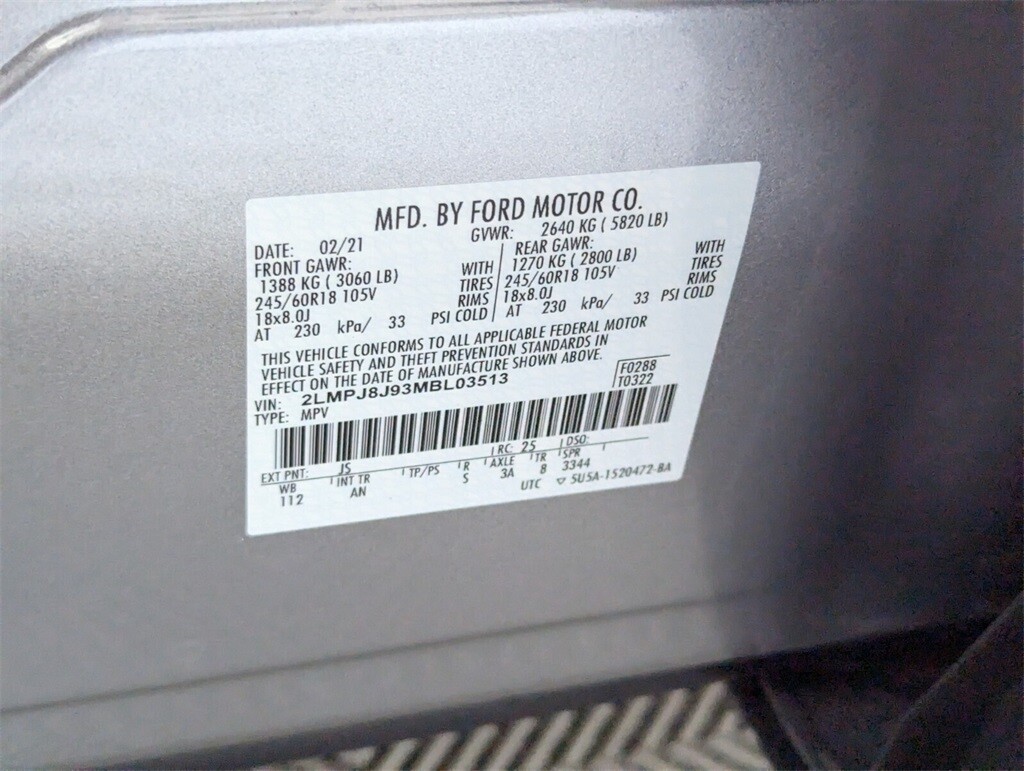 MFD. BY FORD MOTOR CO.
DATE: 02/21 GVWR: 2640 KG ( 5820 LB)
FRONT GAWR: REAR GAWR:
1388 KG ( 3060 LB) WITH 1270 KG ( 2800 LB) WITH
245/60R18 105V TIRES 245/60R18 105V TIRES
18x8.0J RIMS 18x8.0J RIMS
AT 230 kPa/ 33 PSI COLD AT 230 kPa/ 33 PSI COLD
THIS VEHICLE CONFORMS TO ALL APPLICABLE FEDERAL MOTOR
VEHICLE SAFETY AND THEFT PREVENTION STANDARDS IN
EFFECT ON THE DATE OF MANUFACTURE SHOWN ABOVE.
VIN: 2LMPJ8J93MBL03513 F0288
TYPE: MPV T0322
EXT PNT: JS RC: 25 DSO:
WB INT TR TP/PS R AXLE TR SPR
112 AN S 3A 8 3344
UTC ▽ 5U5A-1520472-BA